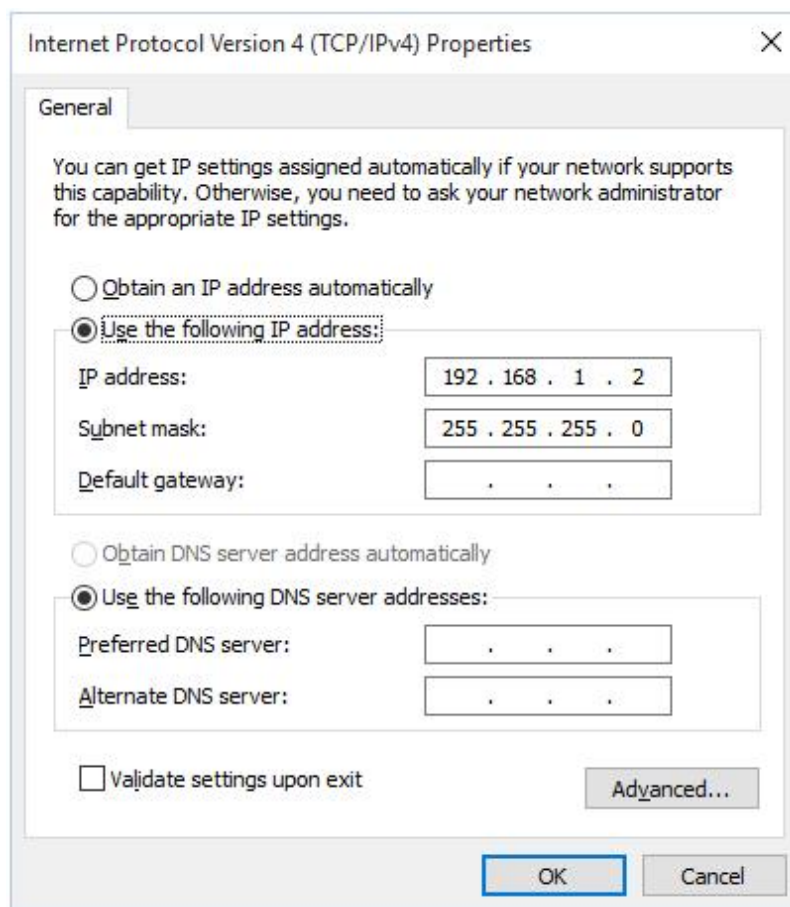 Internet Protocol Version 4 (TCP/IPv4) Properties
General
You can get IP settings assigned automatically if your network supports
this capability. Otherwise, you need to ask your network administrator
for the appropriate IP settings.
Obtain an IP address automatically
Use the following IP address:
IP address: 192 . 168 . 1 . 2
Subnet mask: 255 . 255 . 255 . 0
Default gateway: . . .
Obtain DNS server address automatically
Use the following DNS server addresses:
Preferred DNS server: . . .
Alternate DNS server: . . .
Validate settings upon exit
Advanced...
OK Cancel